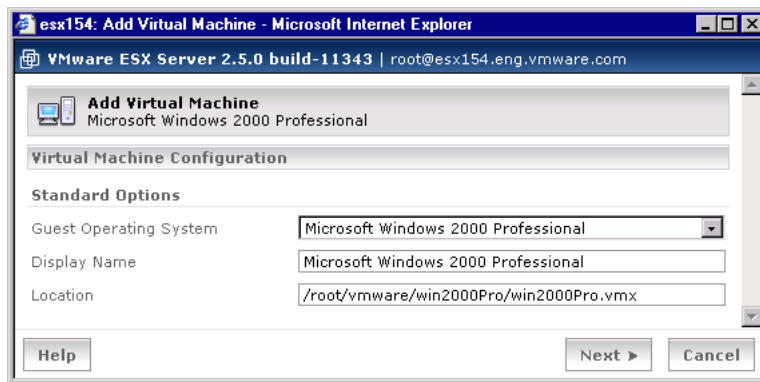 esx154: Add Virtual Machine - Microsoft Internet Explorer
VMware ESX Server 2.5.0 build-11343 | root@esx154.eng.vmware.com
Add Virtual Machine
Microsoft Windows 2000 Professional
Virtual Machine Configuration
Standard Options
Guest Operating System Microsoft Windows 2000 Professional
Display Name Microsoft Windows 2000 Professional
Location /root/vmware/win2000Pro/win2000Pro.vmx
Help Next Cancel